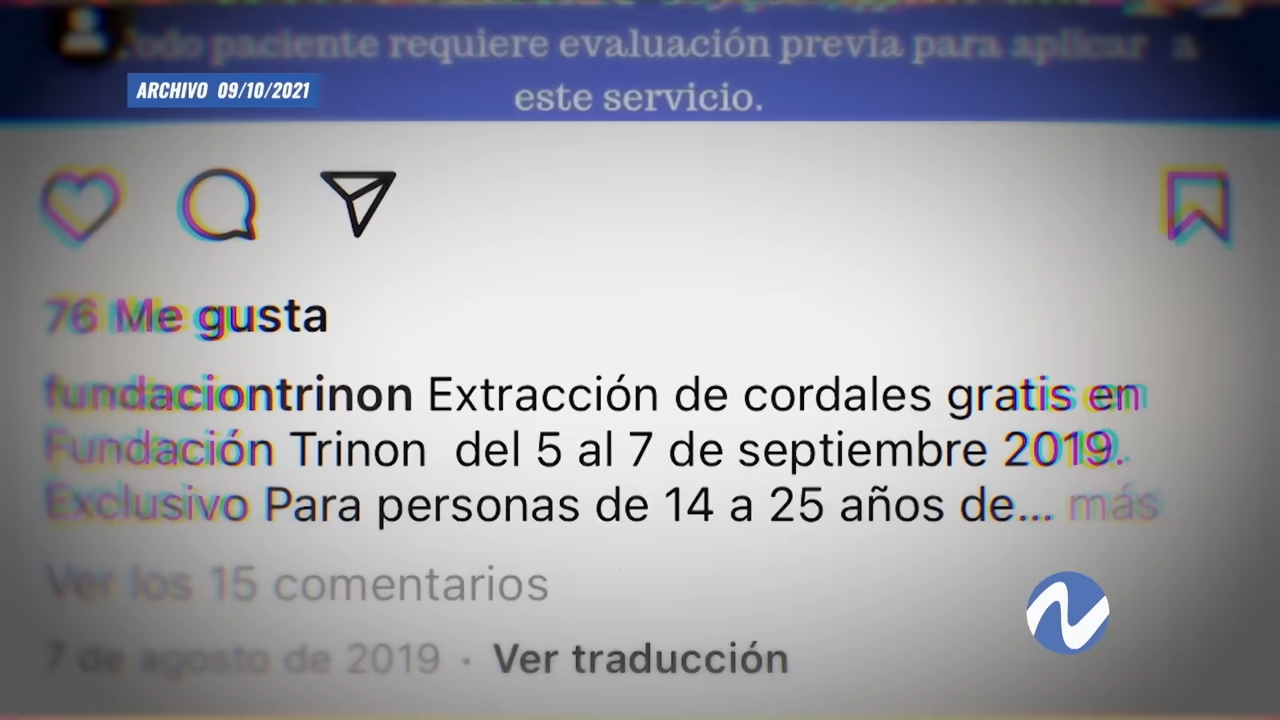 Todo paciente requiere evaluación previa para aplicar a
ARCHIVO 09/10/2021
este servicio.
76 Me gusta
fundaciontrinon Extracción de cordales gratis en
Fundación Trinon del 5 al 7 de septiembre 2019.
Exclusivo Para personas de 14 a 25 años de... más
Ver los 15 comentarios
7 de agosto de 2019 · Ver traducción